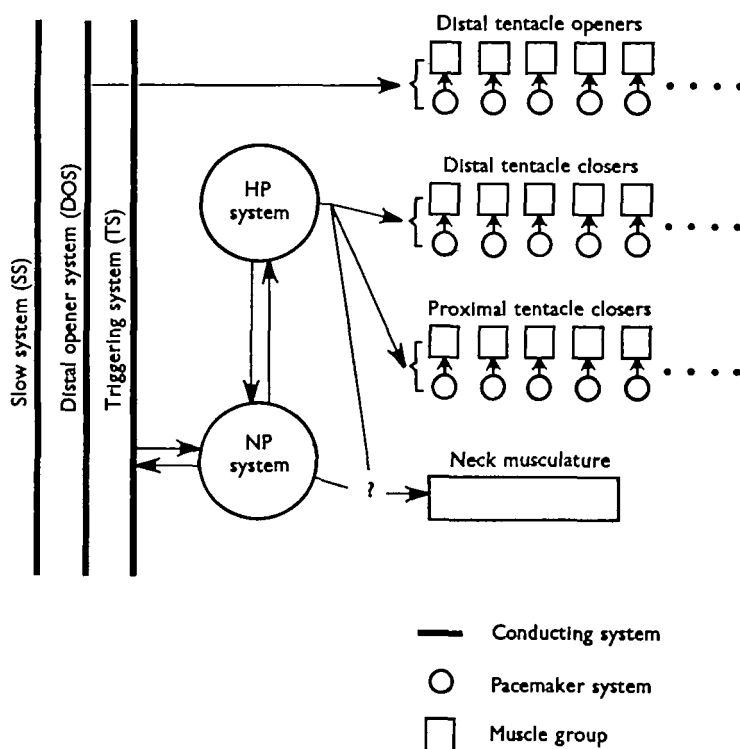 Distal tentacle openers
Distal tentacle closers
Proximal tentacle closers
Neck musculature
HP
system
NP
system
?
Slow system (SS)
Distal opener system (DOS)
Triggering system (TS)
Conducting system
Pacemaker system
Muscle group